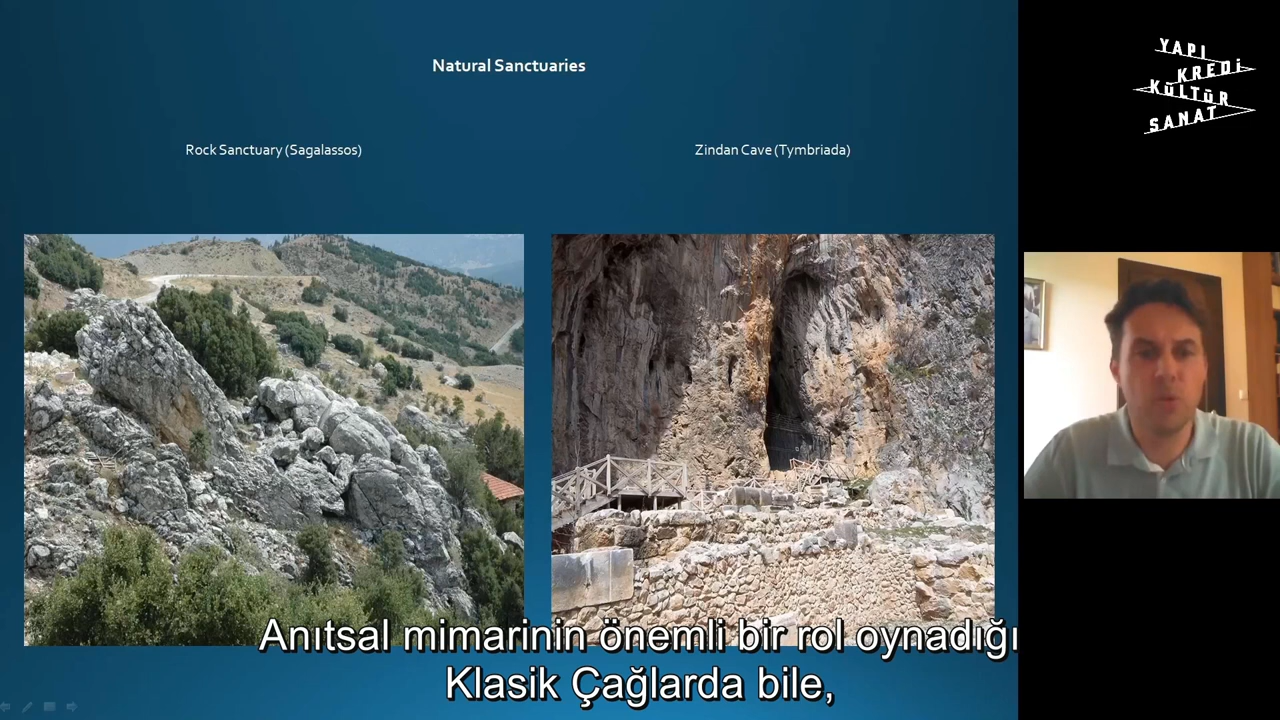 Natural Sanctuaries
Rock Sanctuary (Sagalassos)
Zindan Cave (Tymbriada)
YAPI
KREDİ
KÜLTÜR
SANAT
Anıtsal mimarinin önemli bir rol oynadığı
Klasik Çağlarda bile,